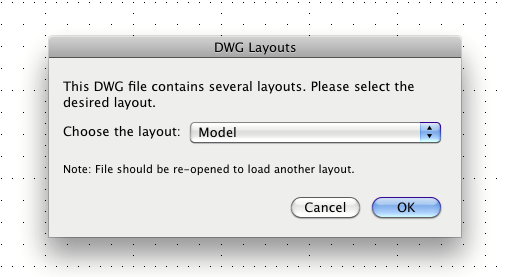 DWG Layouts
This DWG file contains several layouts. Please select the
desired layout.
Choose the layout: Model
Note: File should be re-opened to load another layout.
Cancel OK